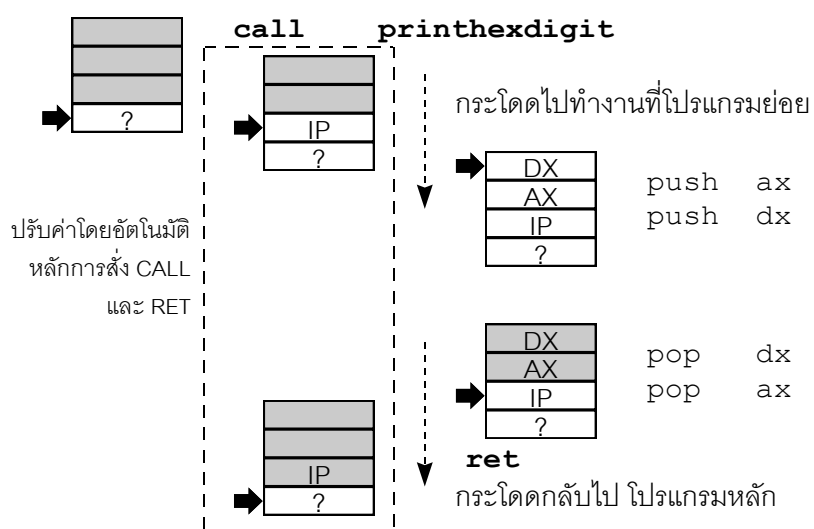 call printhexdigit
?
IP
?
กระโดดไปทำงานที่โปรแกรมย่อย
DX
AX
IP
?
push ax
push dx
ปรับค่าโดยอัตโนมัติ
หลักการสั่ง CALL
และ RET
DX
AX
IP
?
pop dx
pop ax
IP
?
ret
กระโดดกลับไป โปรแกรมหลัก